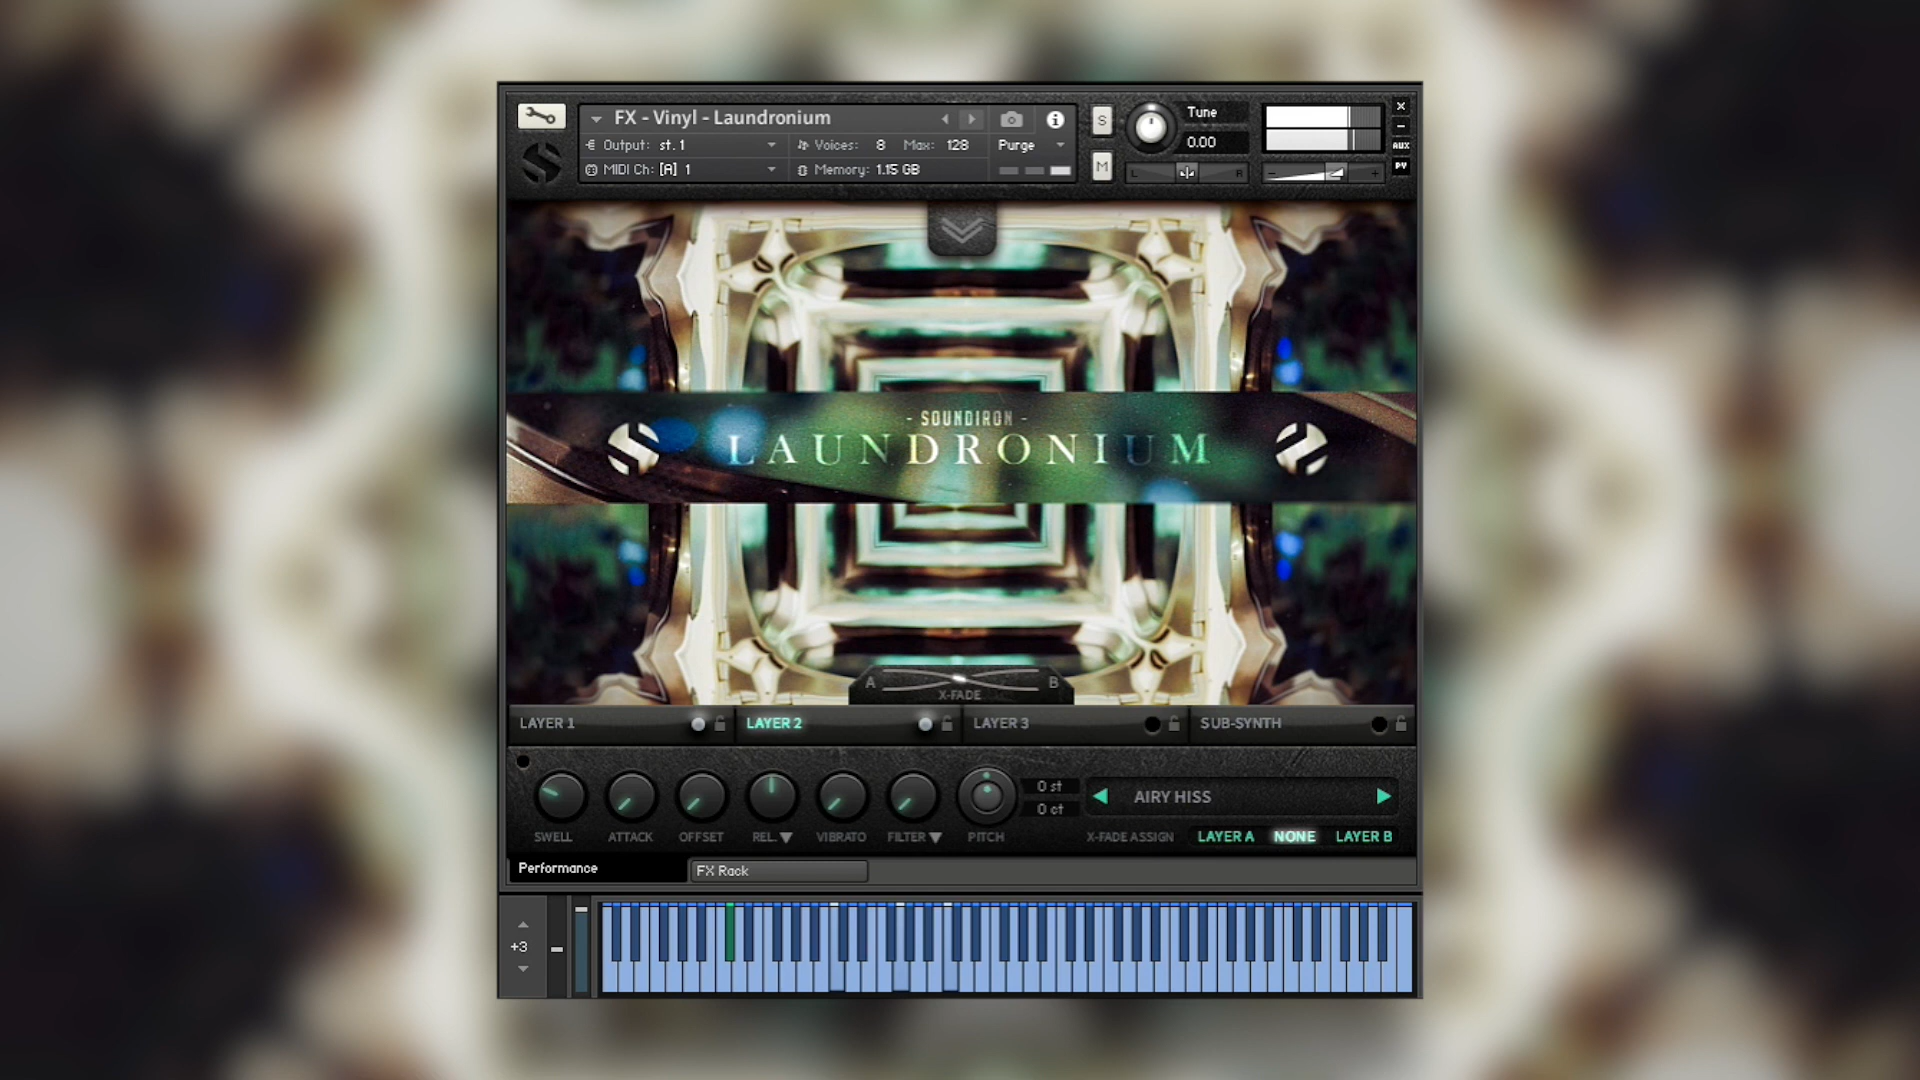 FX - Vinyl - Laundronium
Output: st. 1
Voices: 8 Max: 128
Purge
MIDI Ch: [A] 1
Memory: 1.15 GB
S
M
Tune
0.00
L
R
AUX
PV
- SOUNDIRON -
LAUNDRONIUM
A
B
X-FADE
LAYER 1
LAYER 2
LAYER 3
SUB-SYNTH
0 st
0 ct
AIRY HISS
SWELL
ATTACK
OFFSET
REL.
VIBRATO
FILTER
PITCH
X-FADE ASSIGN
LAYER A
NONE
LAYER B
Performance
FX Rack
+3